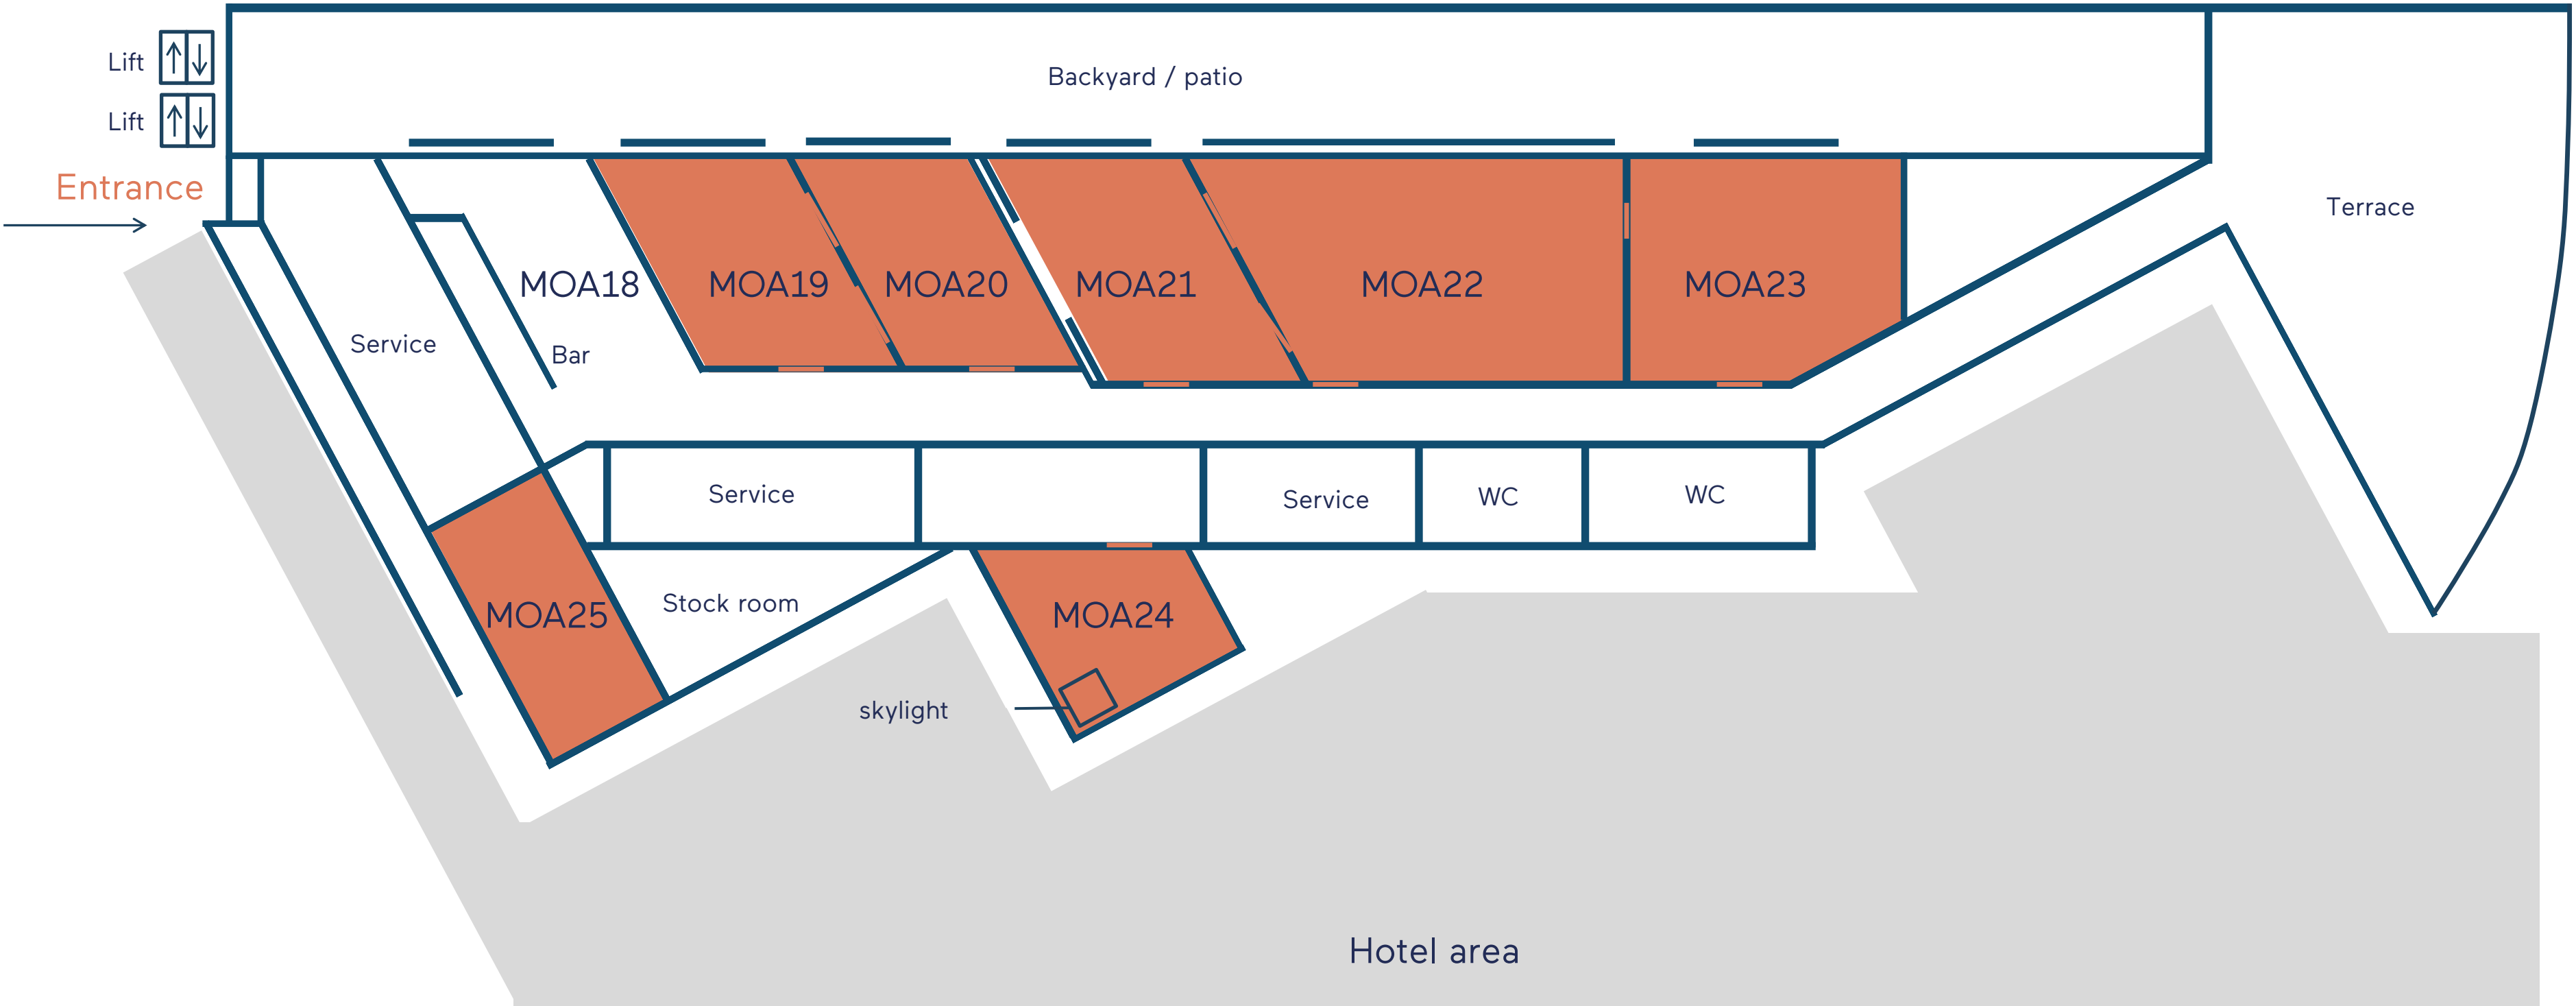 Lift
Backyard / patio
Lift
Entrance
Terrace
MOA18
MOA19
MOA20
MOA21
MOA22
MOA23
Service
Bar
Service
Service
WC
WC
Stock room
MOA25
MOA24
skylight
Hotel area